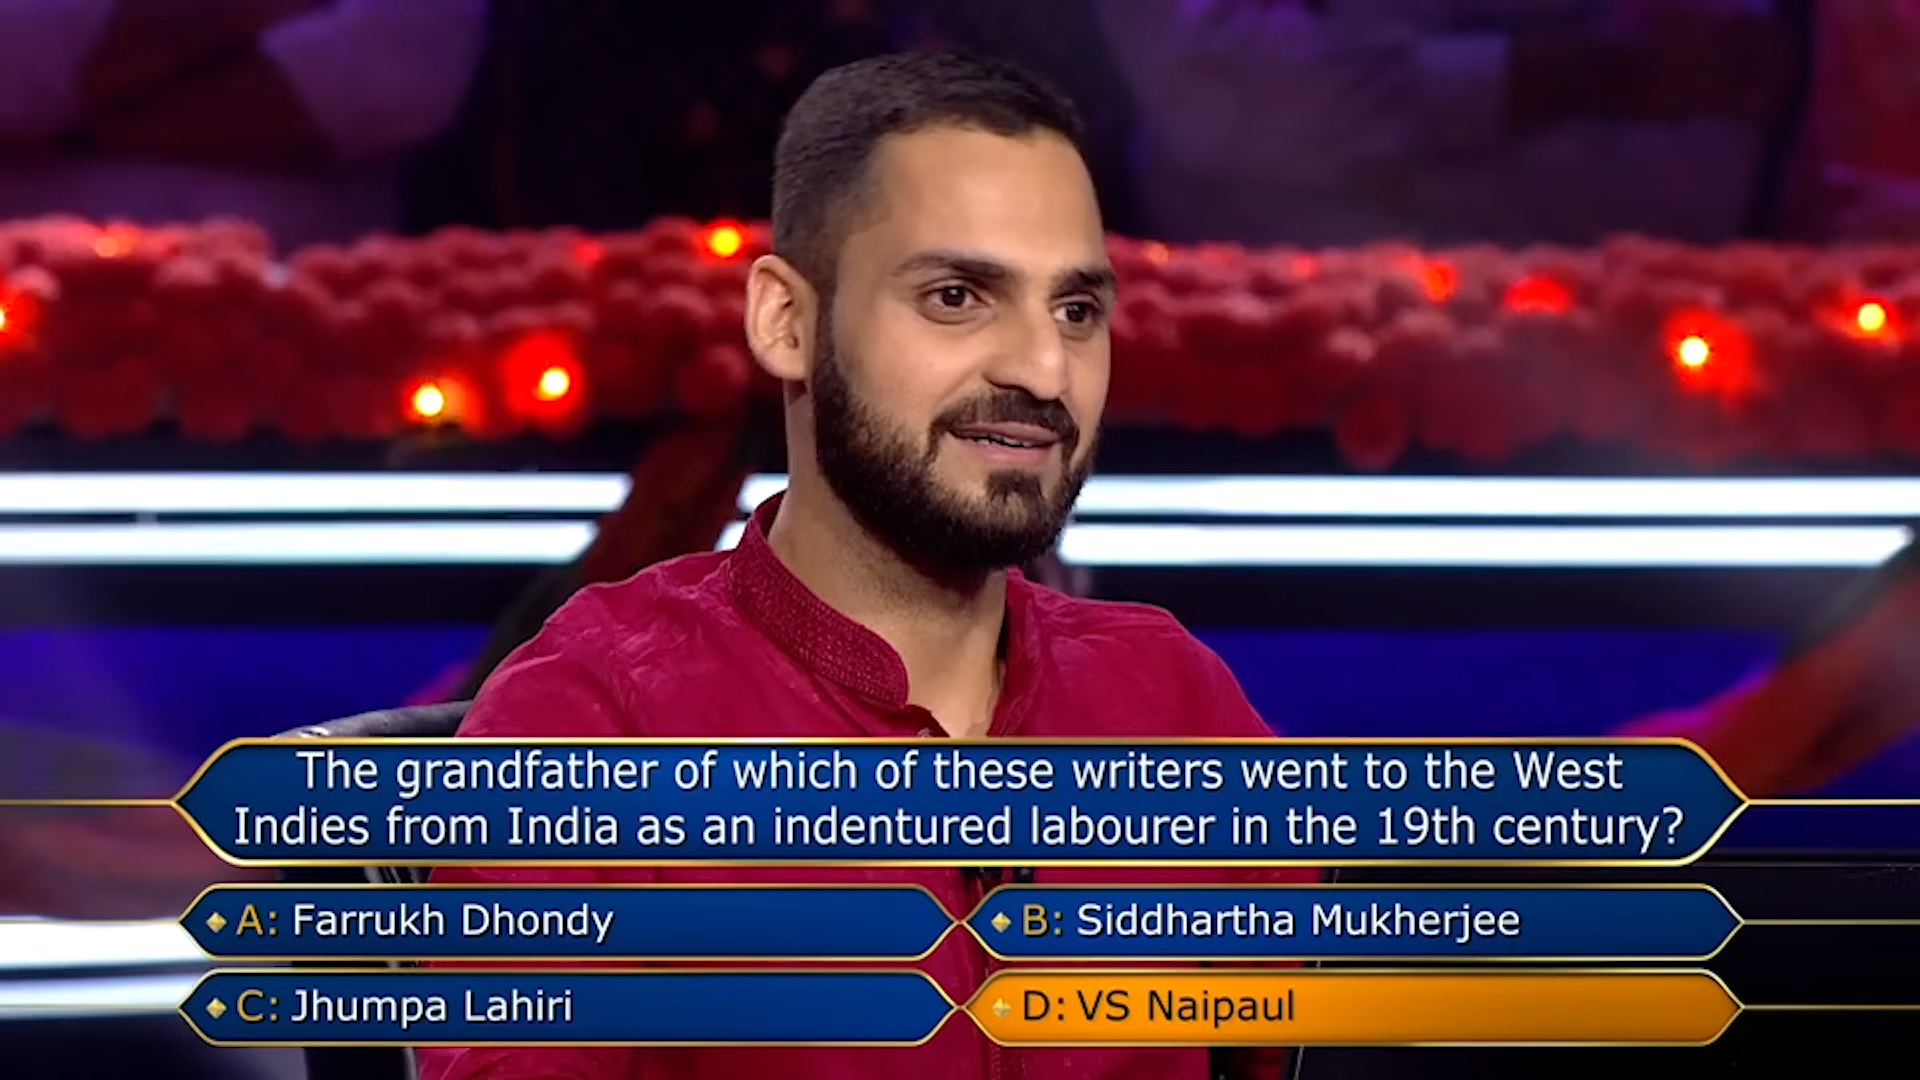 The grandfather of which of these writers went to the West
Indies from India as an indentured labourer in the 19th century?
A: Farrukh Dhondy
B: Siddhartha Mukherjee
C: Jhumpa Lahiri
D: VS Naipaul